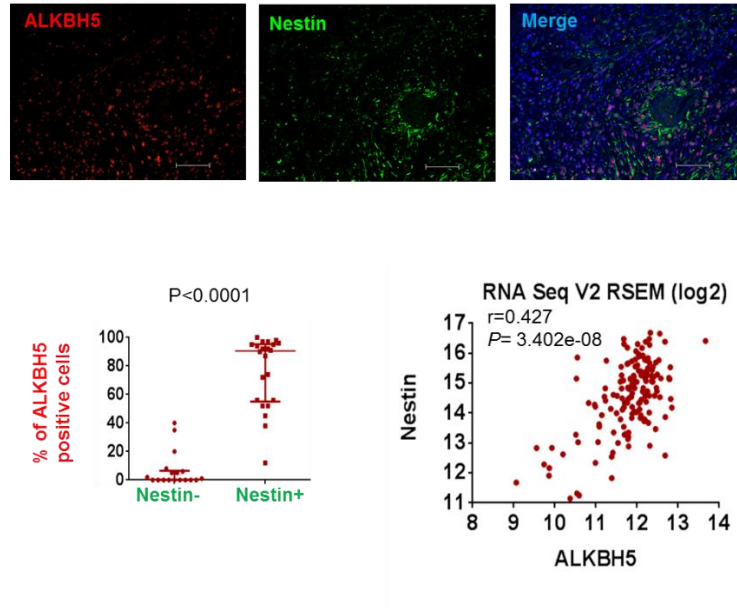 ALKBH5
Nestin
Merge
P<0.0001
% of ALKBH5
positive cells
100
80
60
40
20
0
Nestin-
Nestin+
RNA Seq V2 RSEM (log2)
r=0.427
P= 3.402e-08
17
16
15
14
13
12
11
Nestin
8 9 10 11 12 13 14
ALKBH5